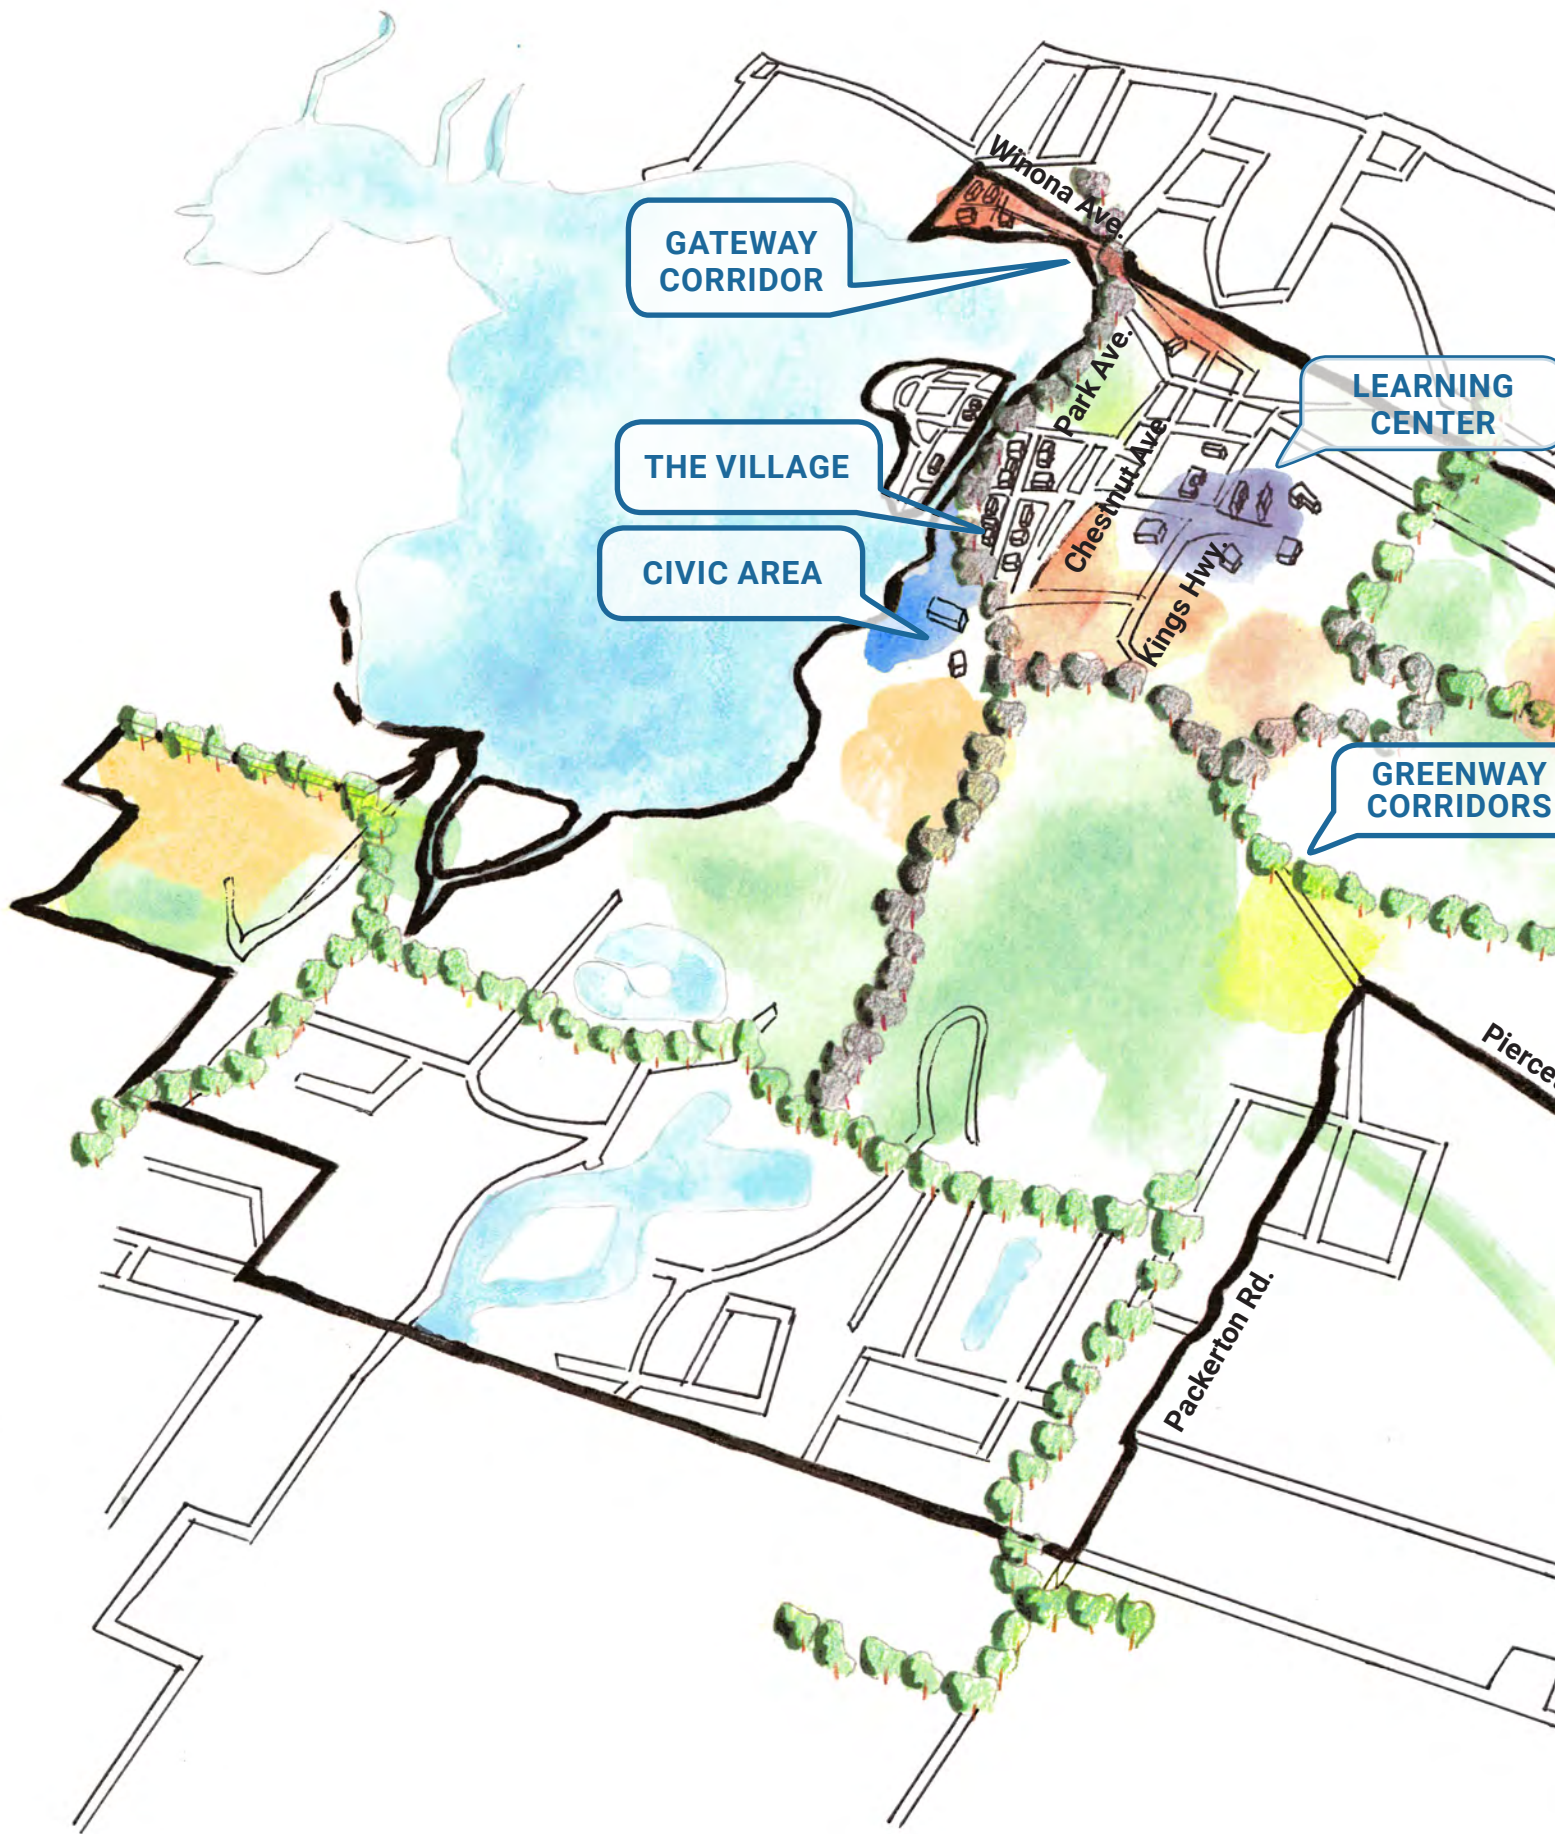 Winona Ave.
GATEWAY
CORRIDOR
Park Ave.
LEARNING
CENTER
Chestnut Ave
THE VILLAGE
CIVIC AREA
Kings Hwy.
GREENWAY
CORRIDORS
Packerton Rd.